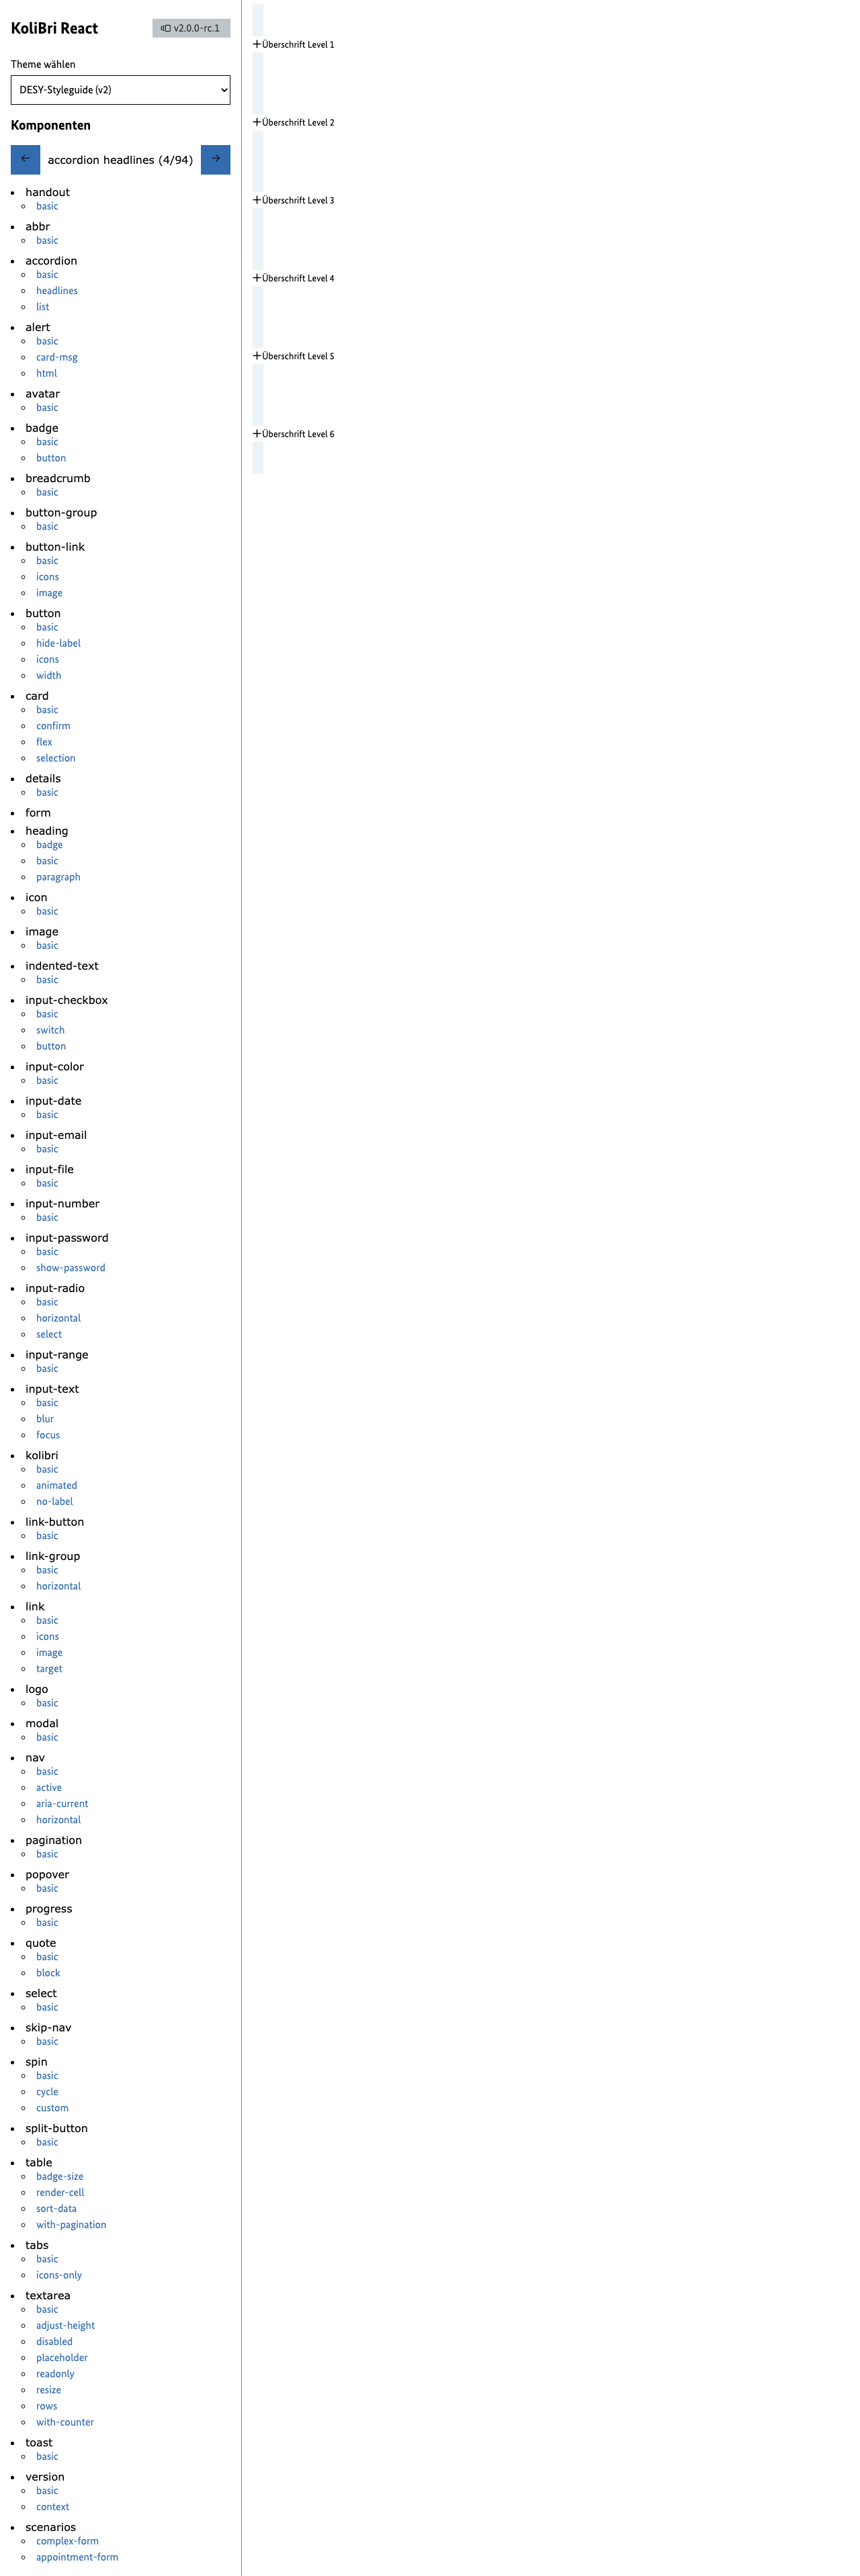 KoliBri React
v2.0.0-rc.1
Theme wählen
DESY-Styleguide (v2)
Komponenten
accordion headlines (4/94)
handout
basic
abbr
basic
accordion
basic
headlines
list
alert
basic
card-msg
html
avatar
basic
badge
basic
button
breadcrumb
basic
button-group
basic
button-link
basic
icons
image
button
basic
hide-label
icons
width
card
basic
confirm
flex
selection
details
basic
form
heading
badge
basic
paragraph
icon
basic
image
basic
indented-text
basic
input-checkbox
basic
switch
button
input-color
basic
input-date
basic
input-email
basic
input-file
basic
input-number
basic
input-password
basic
show-password
input-radio
basic
horizontal
select
input-range
basic
input-text
basic
blur
focus
kolibri
basic
animated
no-label
link-button
basic
link-group
basic
horizontal
link
basic
icons
image
target
logo
basic
modal
basic
nav
basic
active
aria-current
horizontal
pagination
basic
popover
basic
progress
basic
quote
basic
block
select
basic
skip-nav
basic
spin
basic
cycle
custom
split-button
basic
table
badge-size
render-cell
sort-data
with-pagination
tabs
basic
icons-only
textarea
basic
adjust-height
disabled
placeholder
readonly
resize
rows
with-counter
toast
basic
version
basic
context
scenarios
complex-form
appointment-form
Überschrift Level 1
Überschrift Level 2
Überschrift Level 3
Überschrift Level 4
Überschrift Level 5
Überschrift Level 6